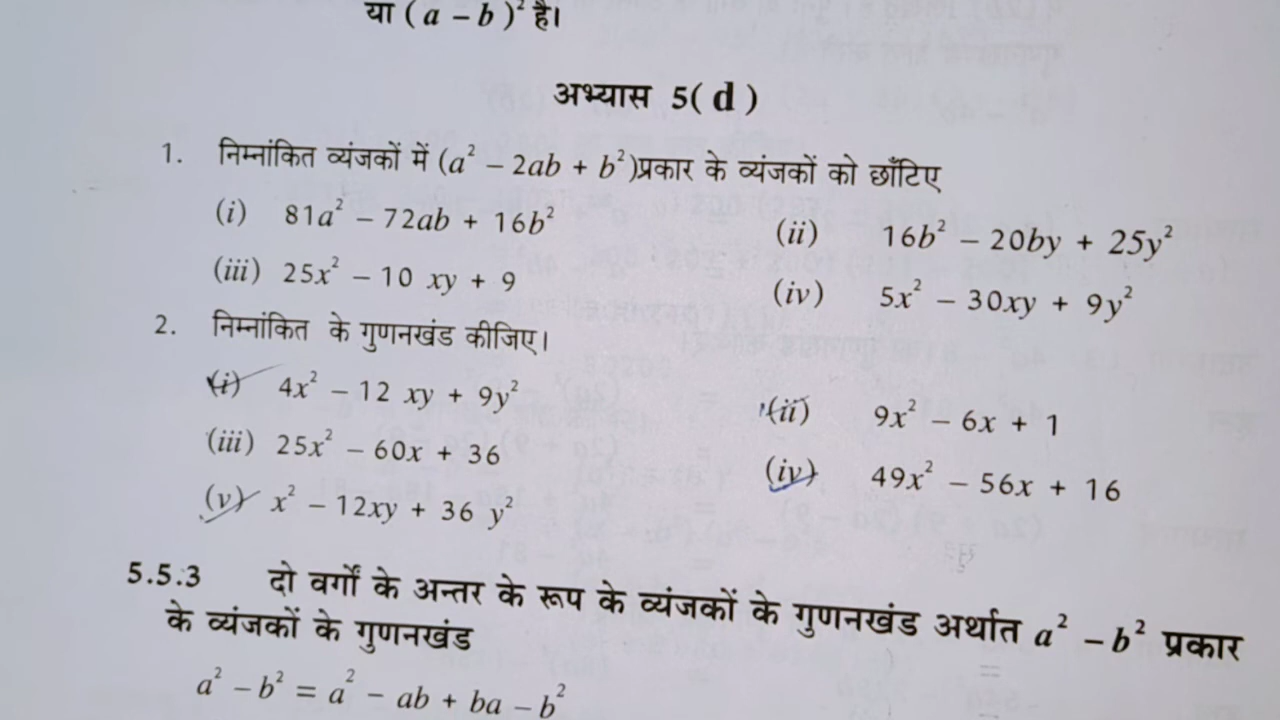 या ( a – b )² है।
अभ्यास 5( d )
1. निम्नांकित व्यंजकों में (a² – 2ab + b²)प्रकार के व्यंजकों को छाँटिए
(i) 81a² – 72ab + 16b² (ii) 16b² – 20by + 25y²
(iii) 25x² – 10 xy + 9 (iv) 5x² – 30xy + 9y²
2. निम्नांकित के गुणनखंड कीजिए।
(i) 4x² – 12 xy + 9y² (ii) 9x² – 6x + 1
(iii) 25x² – 60x + 36 (iv) 49x² – 56x + 16
(v) x² – 12xy + 36 y²
5.5.3 दो वर्गों के अन्तर के रूप के व्यंजकों के गुणनखंड अर्थात a² – b² प्रकार
के व्यंजकों के गुणनखंड
a² – b² = a² – ab + ba – b²